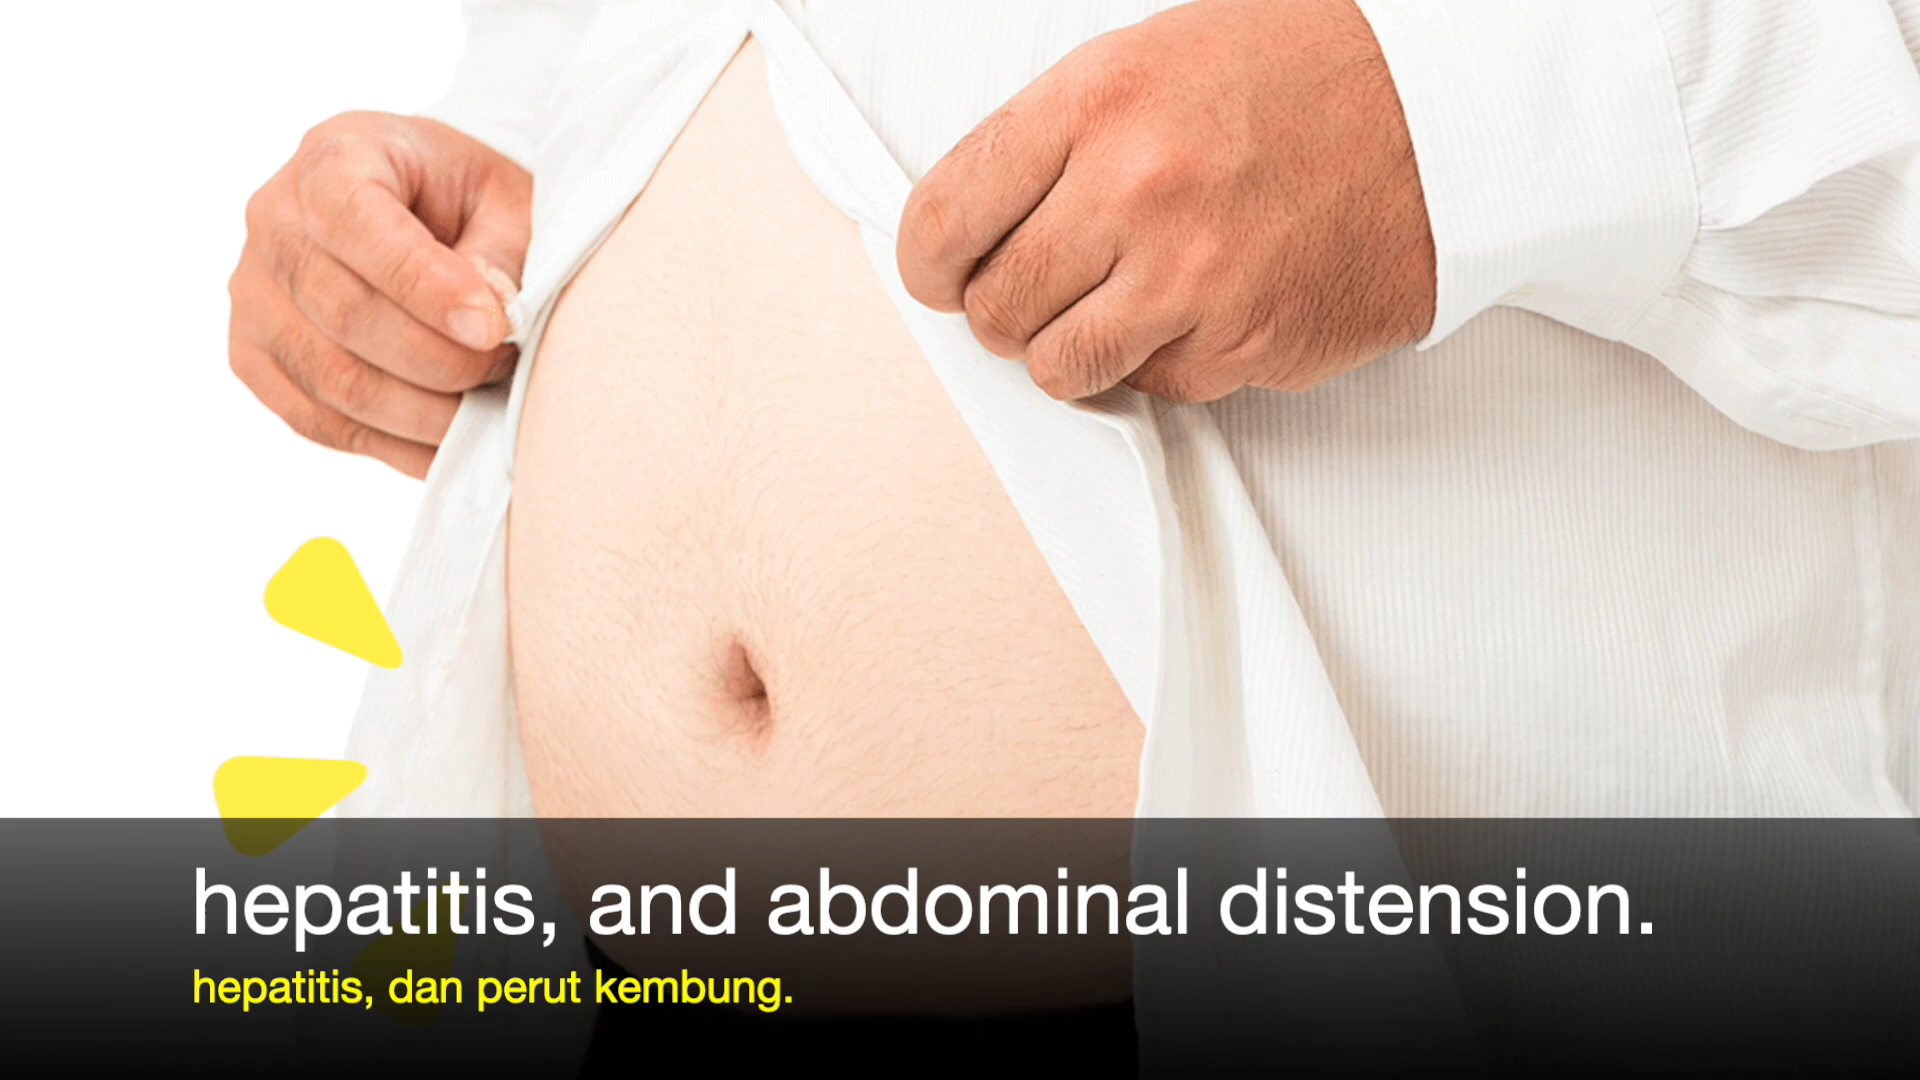 hepatitis, and abdominal distension.
hepatitis, dan perut kembung.